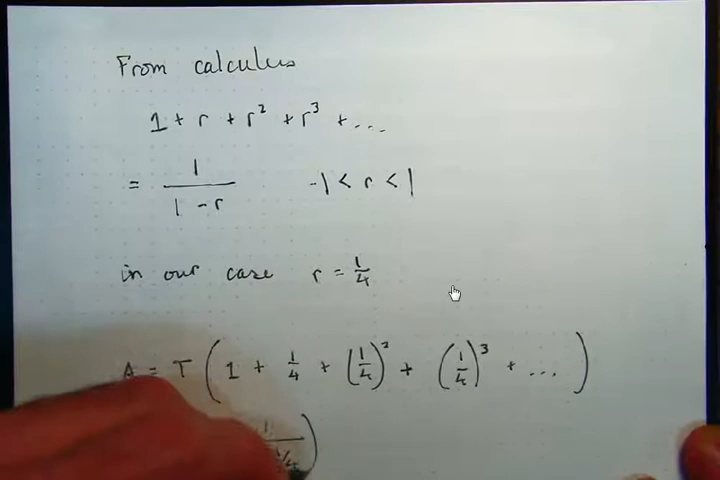 From calculus
1 + r + r² + r³ + ...
= 1/(1 - r) -1 < r < 1
in our case r = 1/4
A = T(1 + 1/4 + (1/4)² + (1/4)³ + ...)